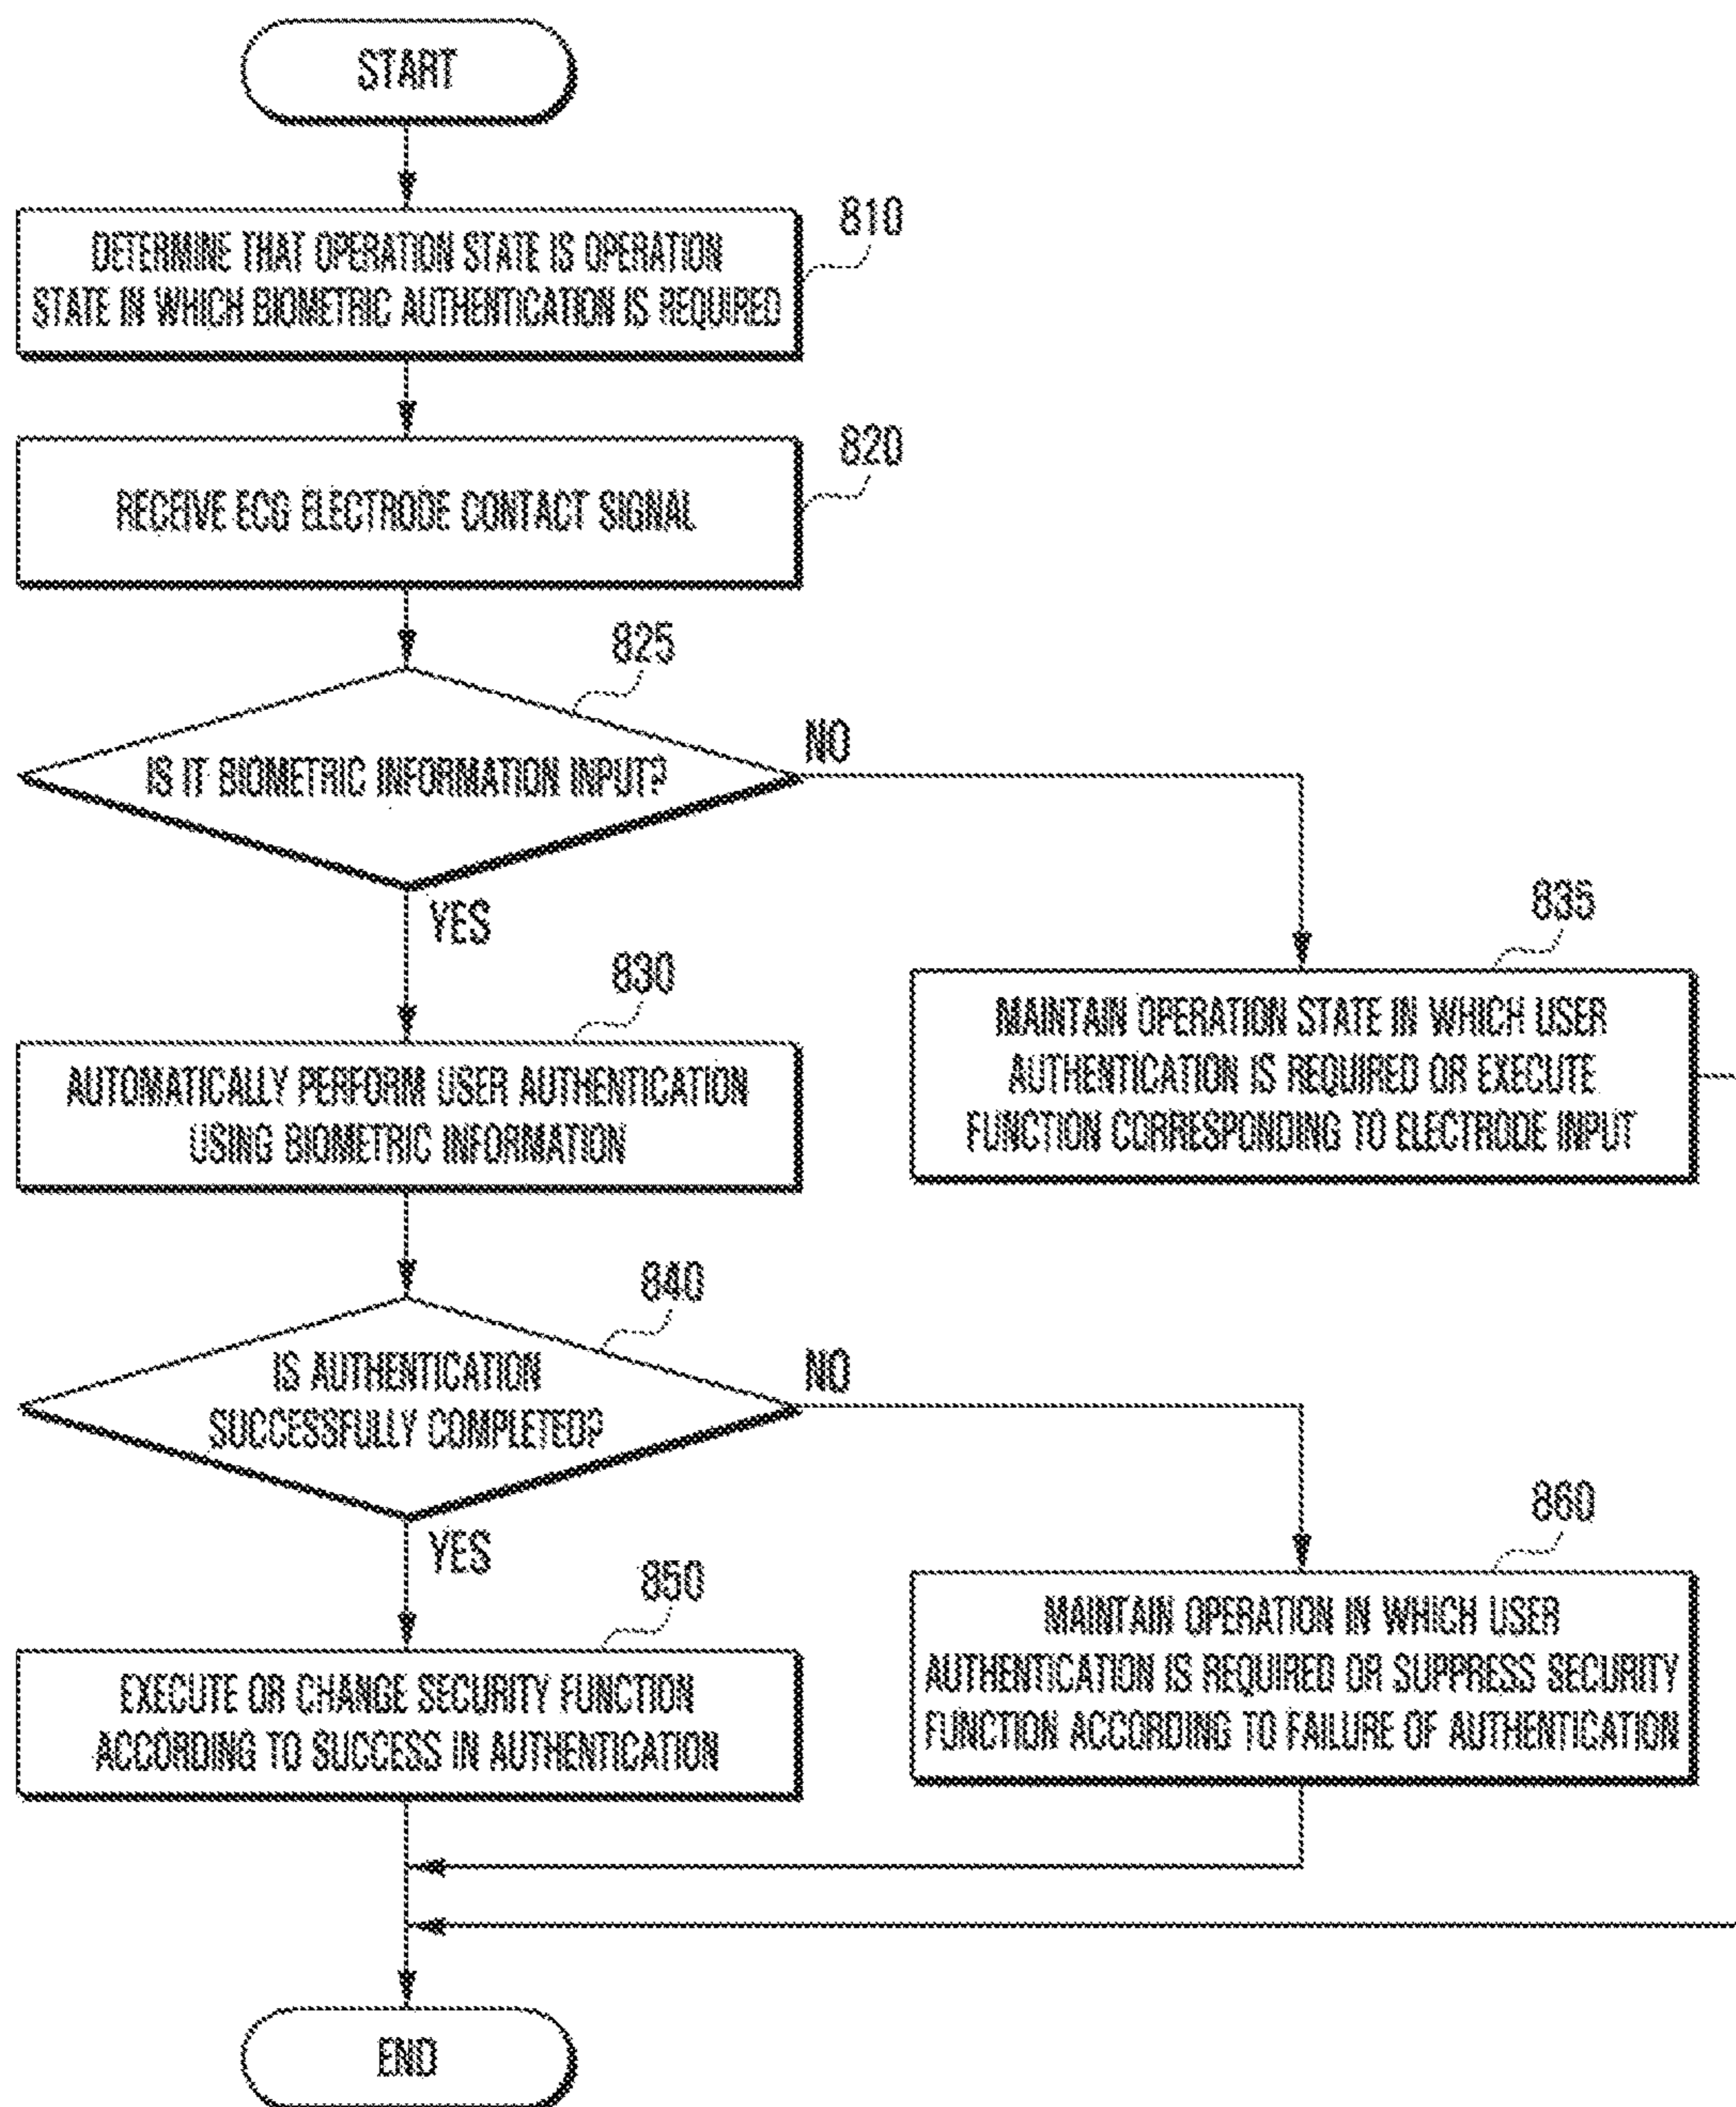 START
810
DETERMINE THAT OPERATION STATE IS OPERATION
STATE IN WHICH BIOMETRIC AUTHENTICATION IS REQUIRED
820
RECEIVE ECG ELECTRODE CONTACT SIGNAL
825
IS IT BIOMETRIC INFORMATION INPUT?
NO
YES
835
MAINTAIN OPERATION STATE IN WHICH USER
AUTHENTICATION IS REQUIRED OR EXECUTE
FUNCTION CORRESPONDING TO ELECTRODE INPUT
830
AUTOMATICALLY PERFORM USER AUTHENTICATION
USING BIOMETRIC INFORMATION
840
IS AUTHENTICATION
SUCCESSFULLY COMPLETED?
NO
YES
860
MAINTAIN OPERATION IN WHICH USER
AUTHENTICATION IS REQUIRED OR SUPPRESS SECURITY
FUNCTION ACCORDING TO FAILURE OF AUTHENTICATION
850
EXECUTE OR CHANGE SECURITY FUNCTION
ACCORDING TO SUCCESS IN AUTHENTICATION
END